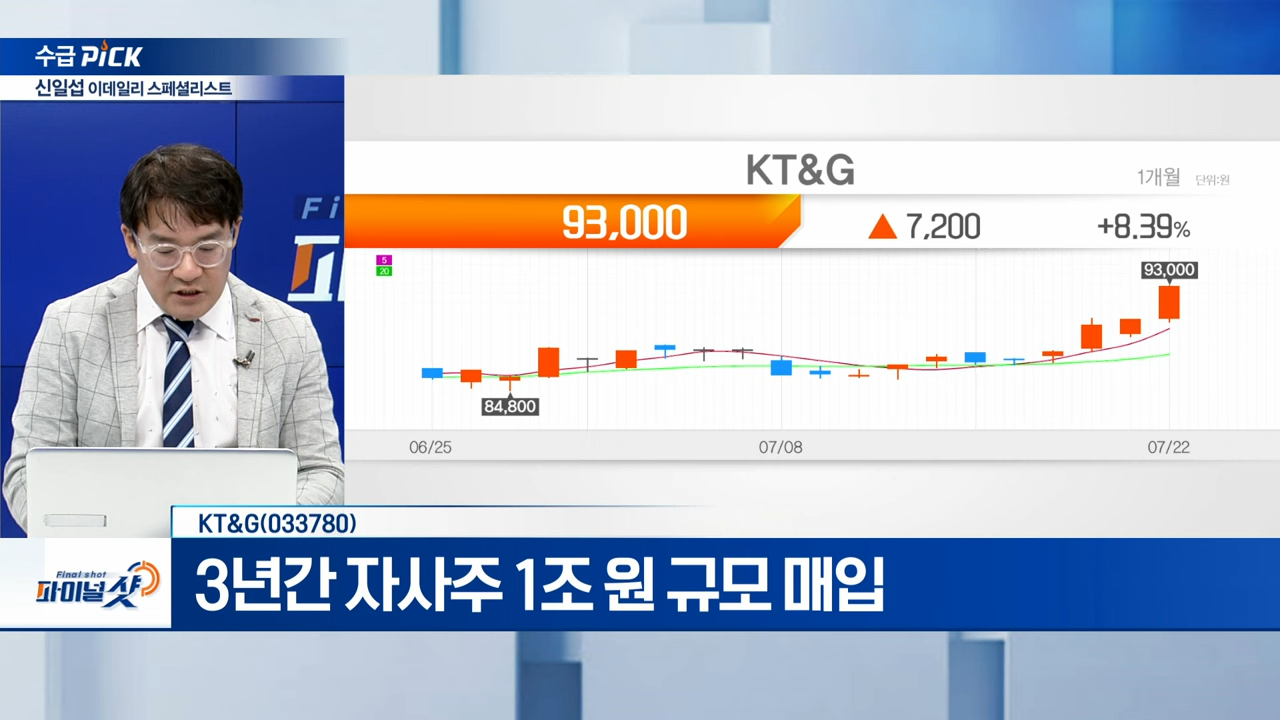 수급 PICK
신일섭 이데일리 스페셜리스트
Fi
파
KT&G
1개월 단위:원
93,000 ▲ 7,200 +8.39%
5
20
93,000
84,800
06/25 07/08 07/22
KT&G(033780)
Final shot
파이널샷
3년간 자사주 1조 원 규모 매입